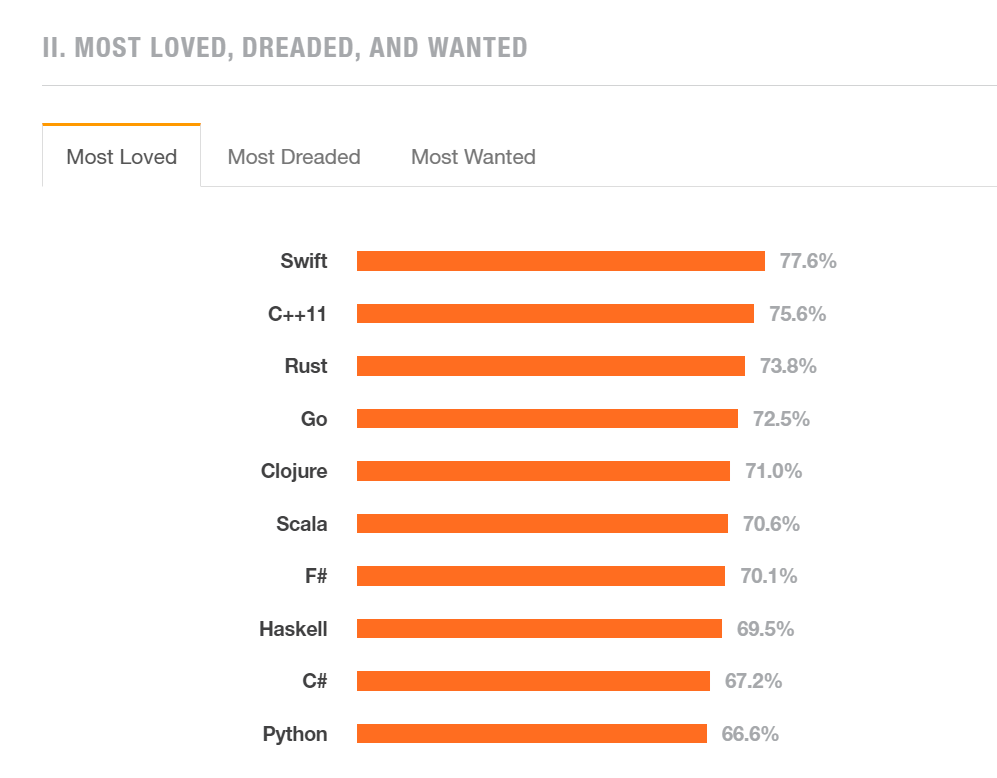 II. MOST LOVED, DREADED, AND WANTED
Most Loved Most Dreaded Most Wanted
Swift 77.6%
C++11 75.6%
Rust 73.8%
Go 72.5%
Clojure 71.0%
Scala 70.6%
F# 70.1%
Haskell 69.5%
C# 67.2%
Python 66.6%